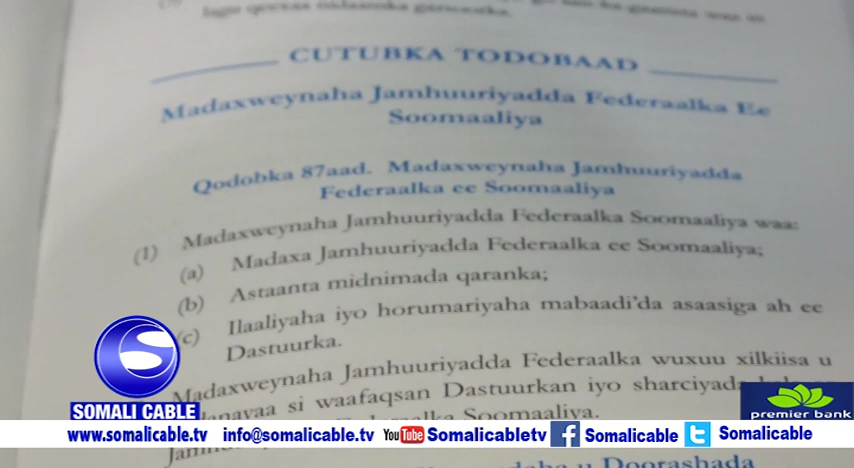 CUTUBKA TODOBAAD
Madaxweynaha Jamhuuriyadda Federaalka Ee
Soomaaliya
Qodobka 87aad. Madaxweynaha Jamhuuriyadda
Federaalka ee Soomaaliya
(1) Madaxweynaha Jamhuuriyadda Federaalka Soomaaliya waa:
(a) Madaxa Jamhuuriyadda Federaalka ee Soomaaliya;
(b) Astaanta midnimada qaranka;
(c) Ilaaliyaha iyo horumariyaha mabaadi'da asaasiga ah ee
Dastuurka.
Madaxweynaha Jamhuuriyadda Federaalka wuxuu xilkiisa u
si waafaqsan Dastuurkan iyo sharciyada
Soomaaliya.
u Doorashada
SOMALI CABLE
premier bank
www.somalicable.tv info@somalicable.tv YouTube Somalicabletv f Somalicable Somalicable